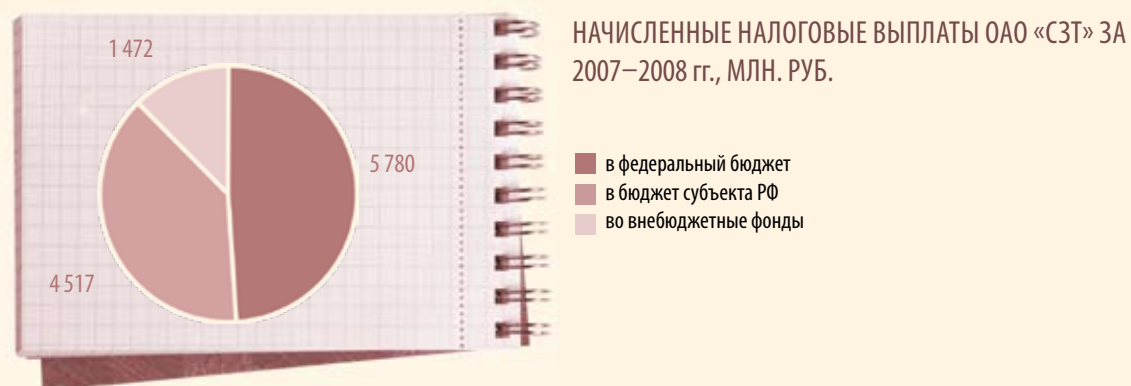 НАЧИСЛЕННЫЕ НАЛОГОВЫЕ ВЫПЛАТЫ ОАО «СЗТ» ЗА
2007–2008 гг., МЛН. РУБ.
1 472
5 780
4 517
в федеральный бюджет
в бюджет субъекта РФ
во внебюджетные фонды